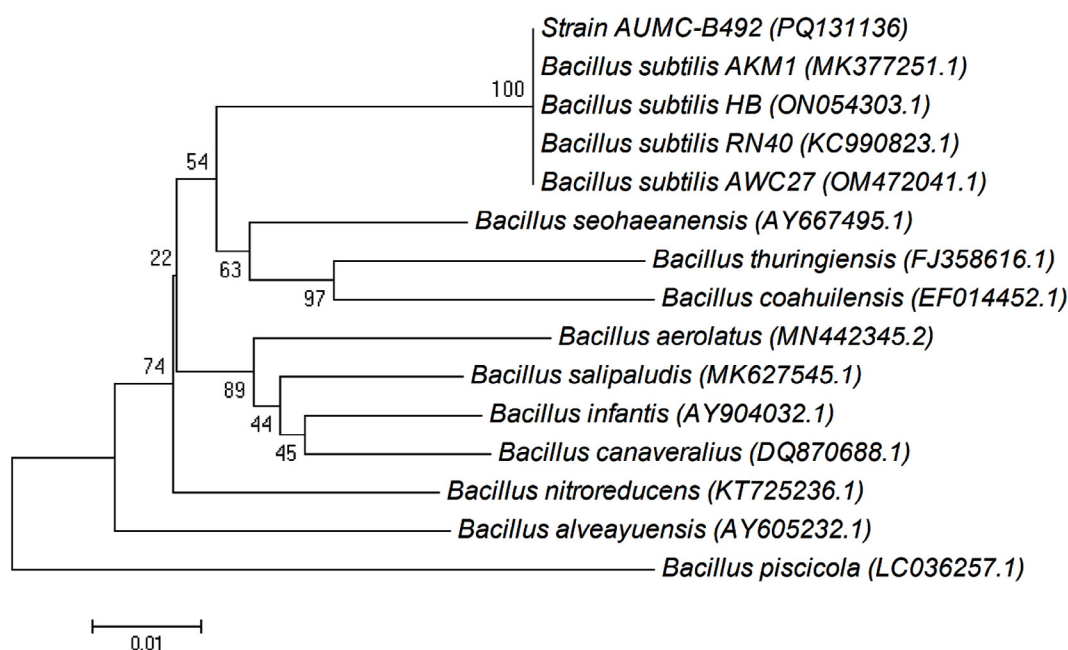 Strain AUMC-B492 (PQ131136)
Bacillus subtilis AKM1 (MK377251.1)
100
Bacillus subtilis HB (ON054303.1)
Bacillus subtilis RN40 (KC990823.1)
54
Bacillus subtilis AWC27 (OM472041.1)
Bacillus seohaeanensis (AY667495.1)
22
63
Bacillus thuringiensis (FJ358616.1)
97
Bacillus coahuilensis (EF014452.1)
Bacillus aerolatus (MN442345.2)
74
89
Bacillus salipaludis (MK627545.1)
44
Bacillus infantis (AY904032.1)
45
Bacillus canaveralius (DQ870688.1)
Bacillus nitroreducens (KT725236.1)
Bacillus alveayuensis (AY605232.1)
Bacillus piscicola (LC036257.1)
0.01